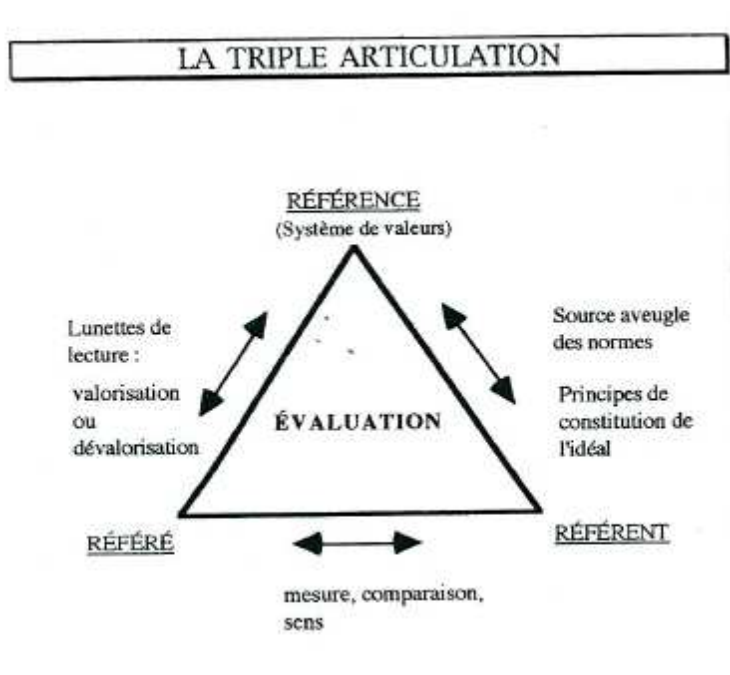 LA TRIPLE ARTICULATION
RÉFÉRENCE
(Système de valeurs)
Lunettes de
lecture :
valorisation
ou
dévalorisation
Source aveugle
des normes
Principes de
constitution de
l'idéal
ÉVALUATION
RÉFÉRÉ
RÉFÉRENT
mesure, comparaison,
sens